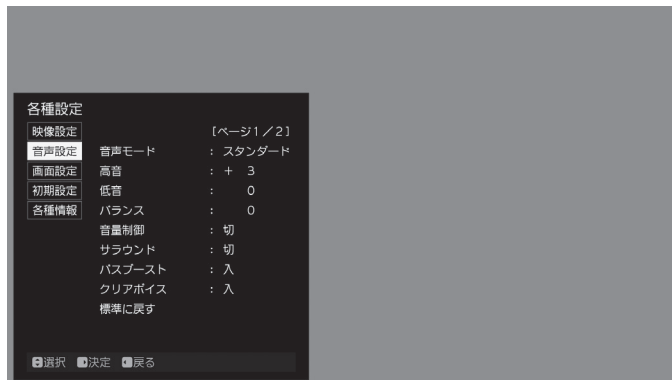 各種設定
映像設定 [ページ1/2]
音声設定 音声モード : スタンダード
画面設定 高音 : + 3
初期設定 低音 : 0
各種情報 バランス : 0
音量制御 : 切
サラウンド : 切
バスブースト : 入
クリアボイス : 入
標準に戻す
選択 決定 戻る